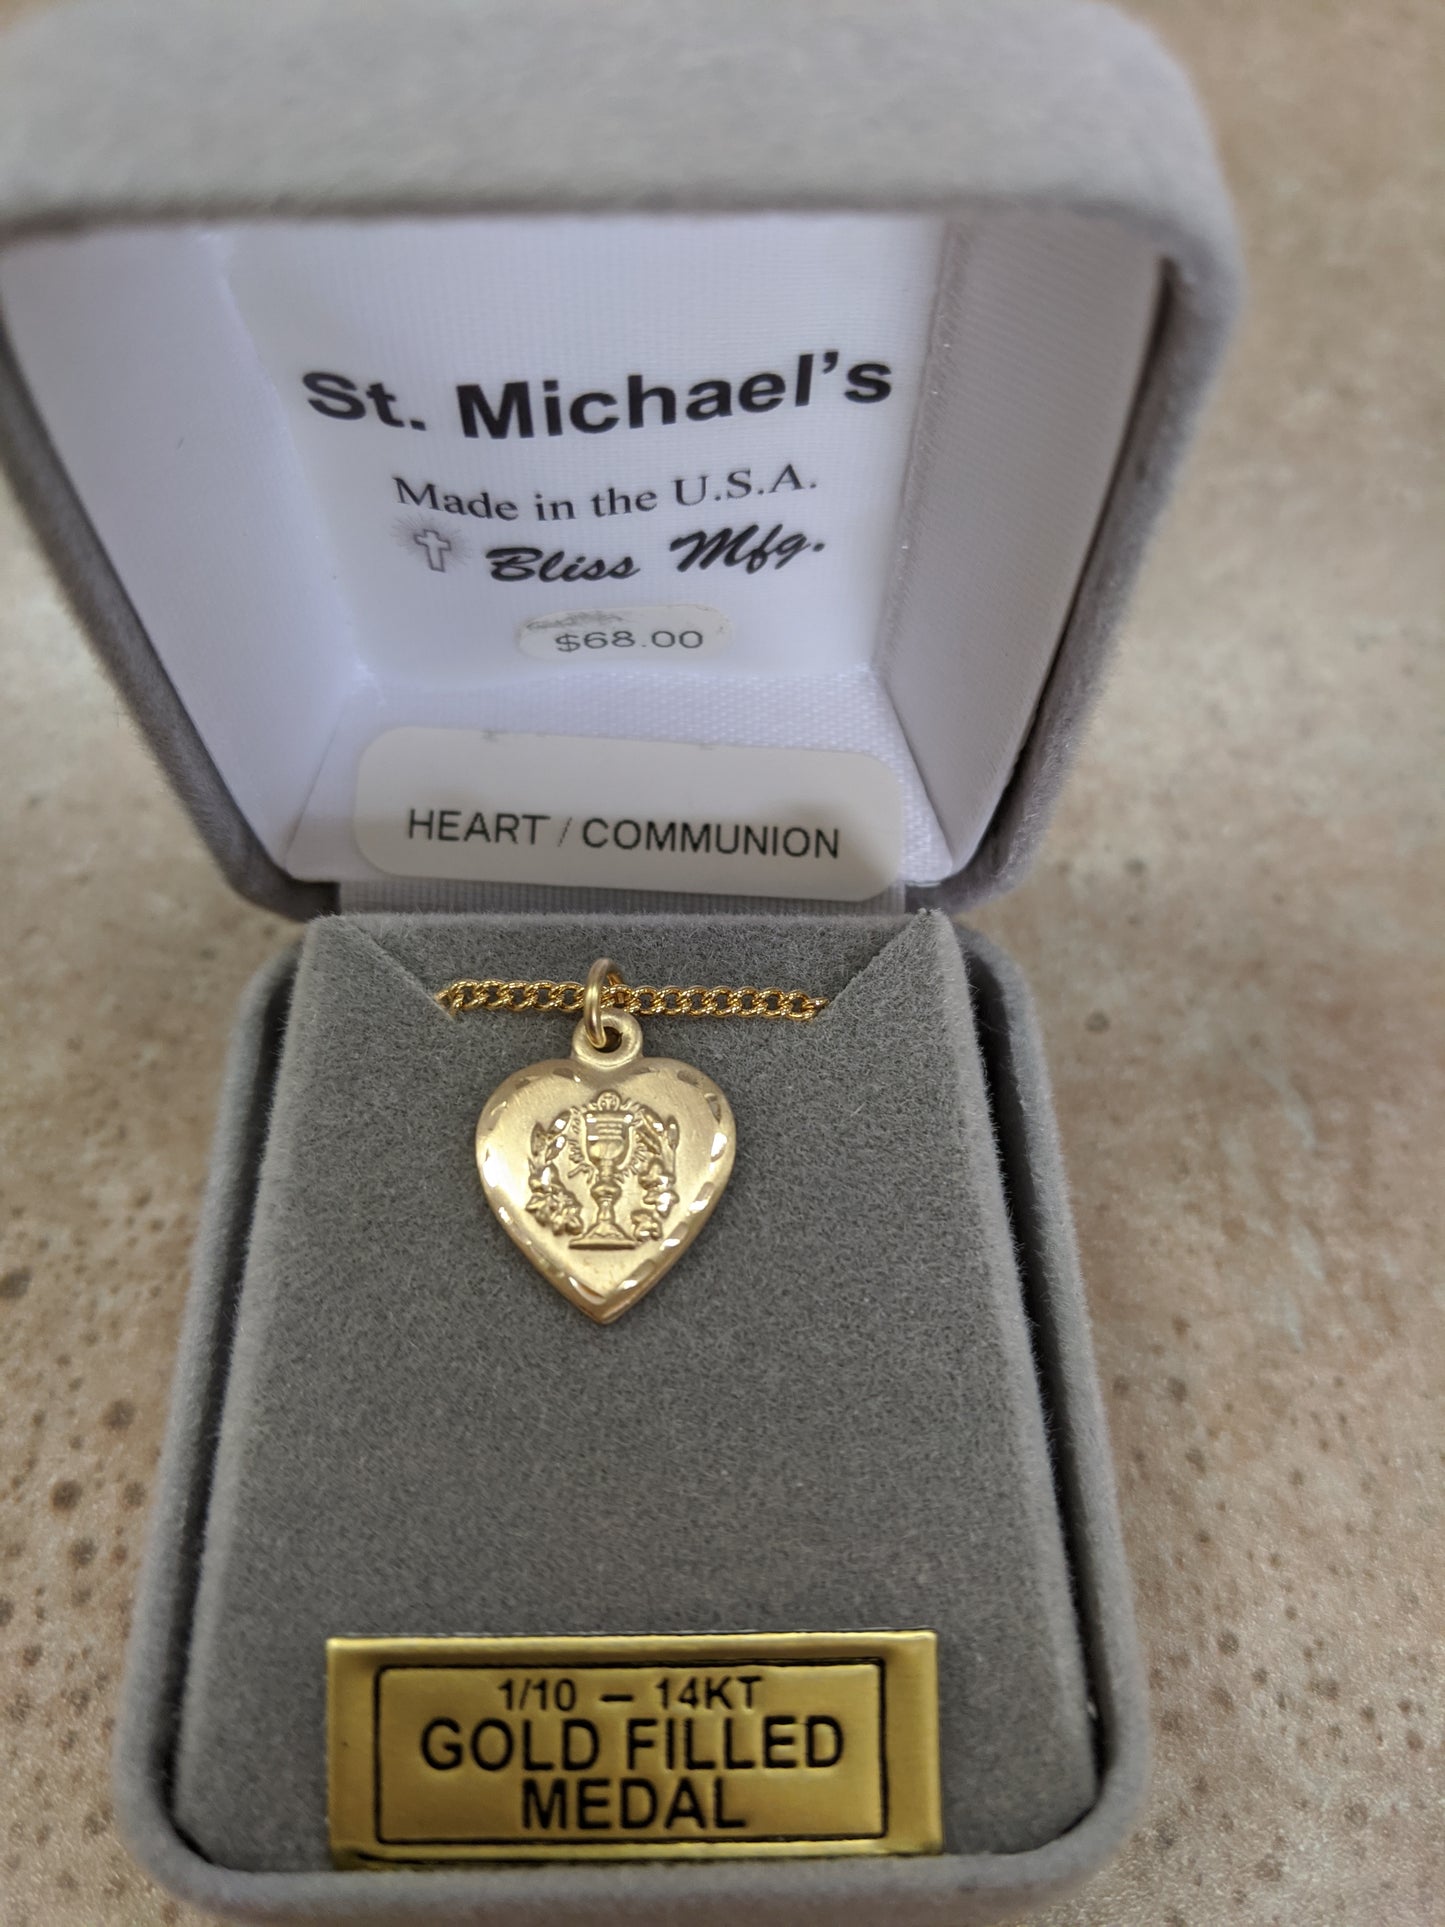 St. Michael's
Made in the U.S.A.
Bliss Mfg.
$68.00
HEART / COMMUNION
1/10 — 14KT
GOLD FILLED
MEDAL